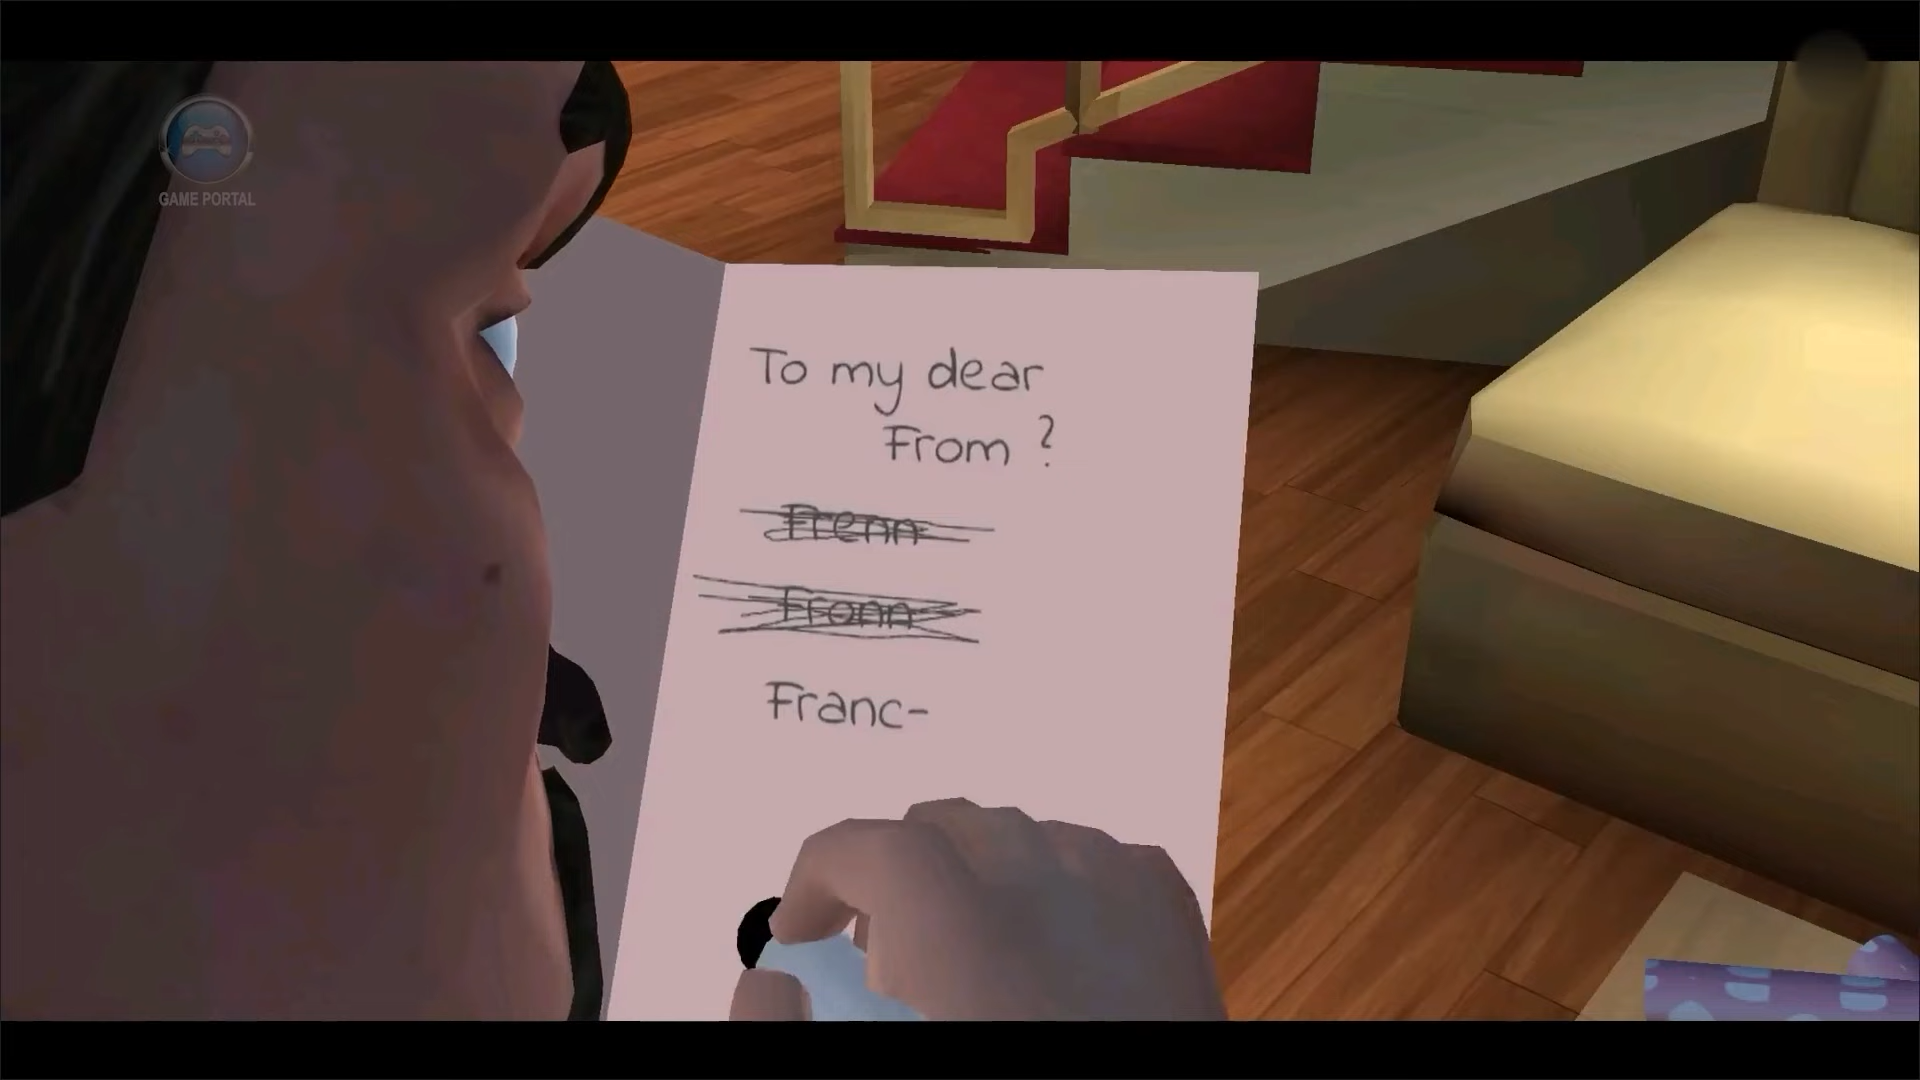 GAME PORTAL
To my dear
From ?
Frenn
Fronn
Franc-